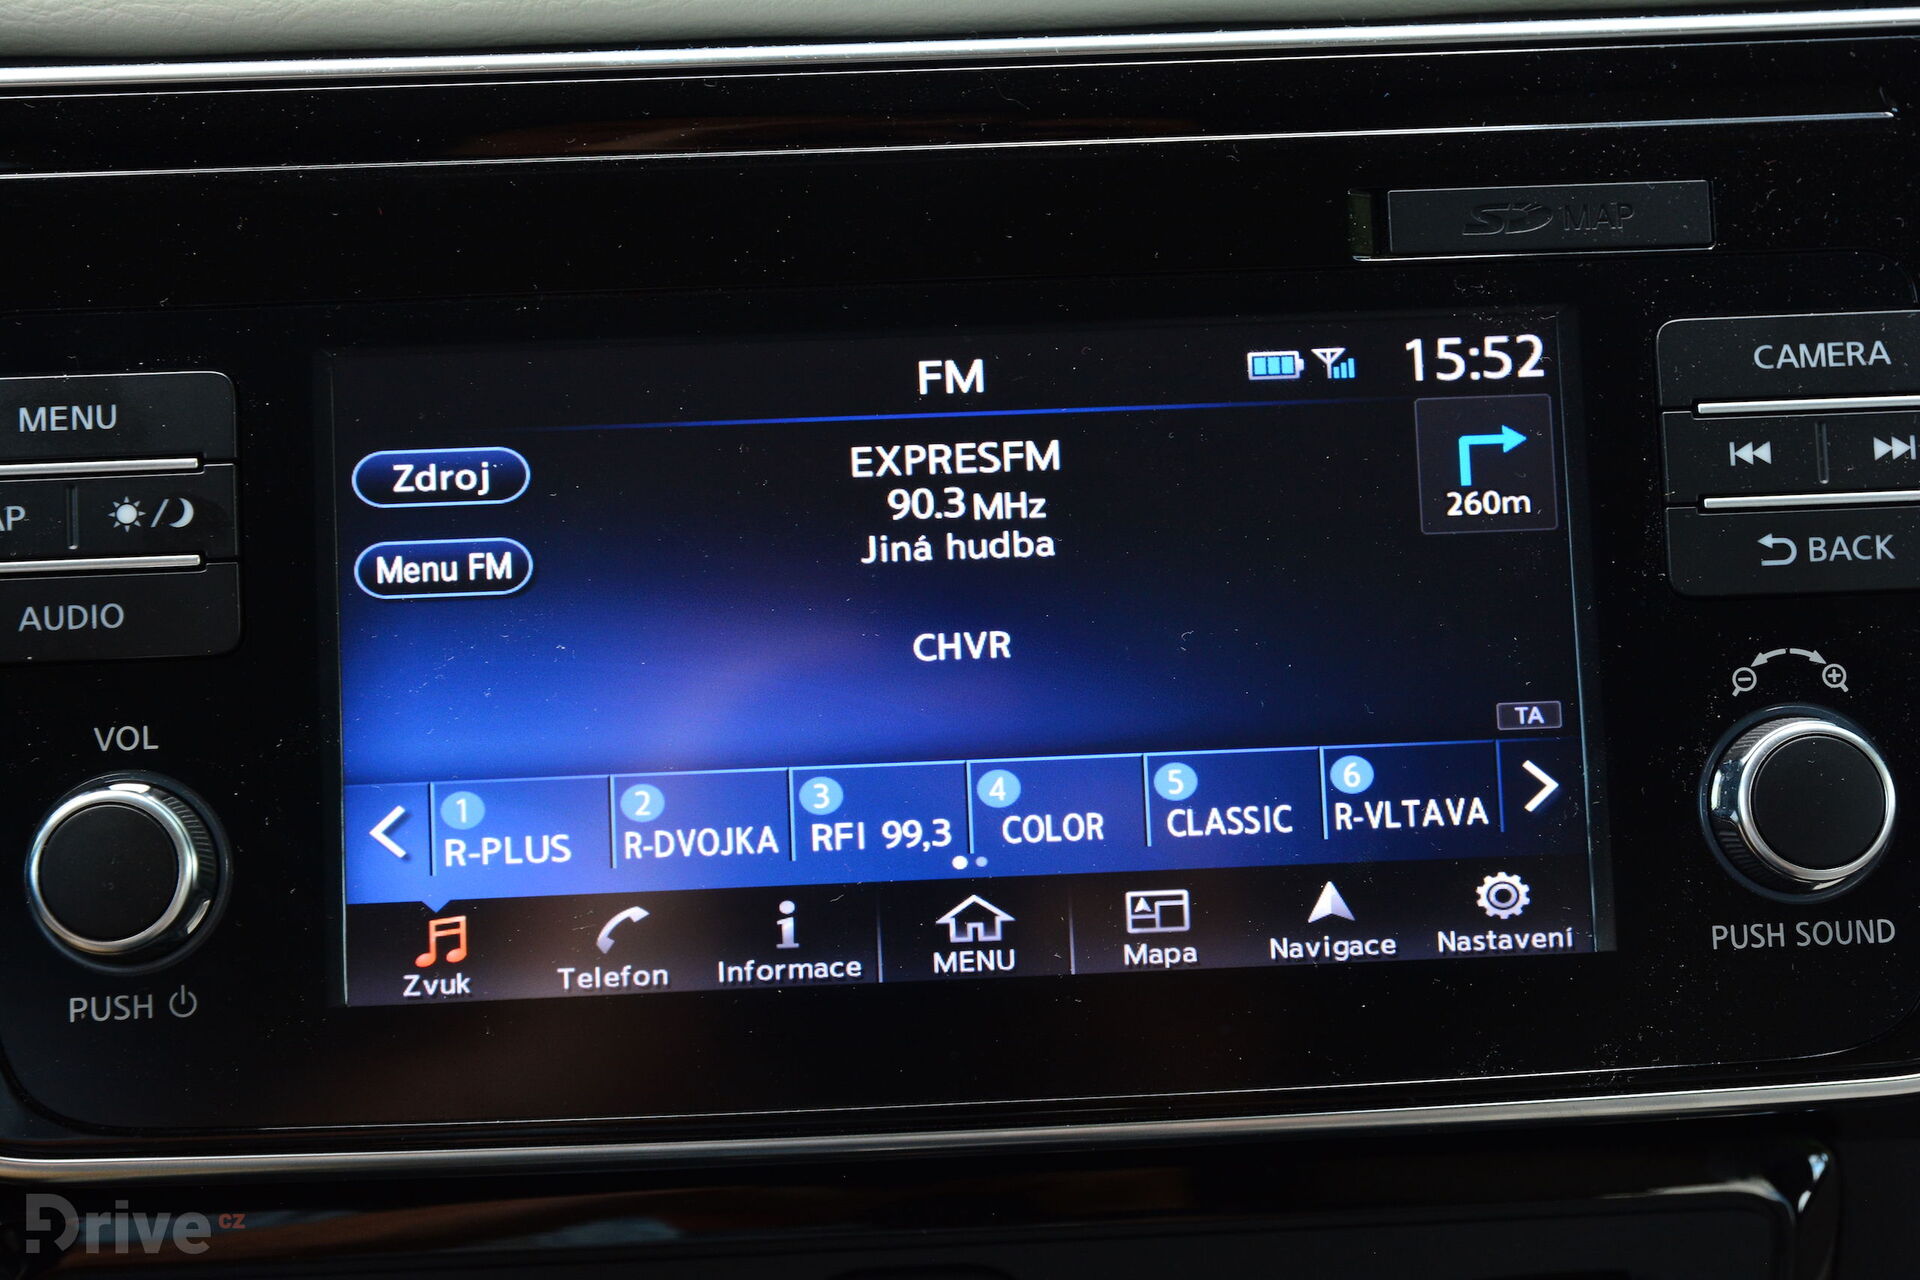 SD MAP
FM
15:52
Zdroj
EXPRESFM
90.3 MHz
Jiná hudba
260m
Menu FM
CHVR
TA
1
R-PLUS
2
R-DVOJKA
3
RFI 99,3
4
COLOR
5
CLASSIC
6
R-VLTAVA
Zvuk
Telefon
Informace
MENU
Mapa
Navigace
Nastavení
MENU
AP
AUDIO
VOL
PUSH
CAMERA
BACK
PUSH SOUND
Drive CZ